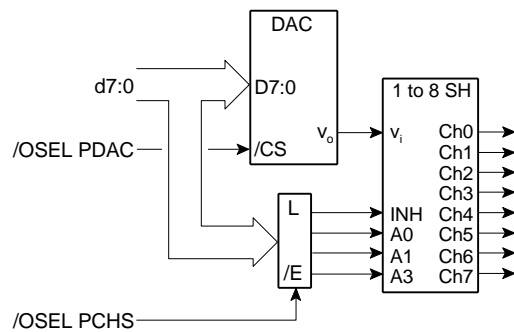 DAC
d7:0
D7:0
1 to 8 SH
/OSEL PDAC
/CS
vo
vi
Ch0
Ch1
Ch2
Ch3
L
INH
Ch4
A0
Ch5
A1
Ch6
/E
A3
Ch7
/OSEL PCHS